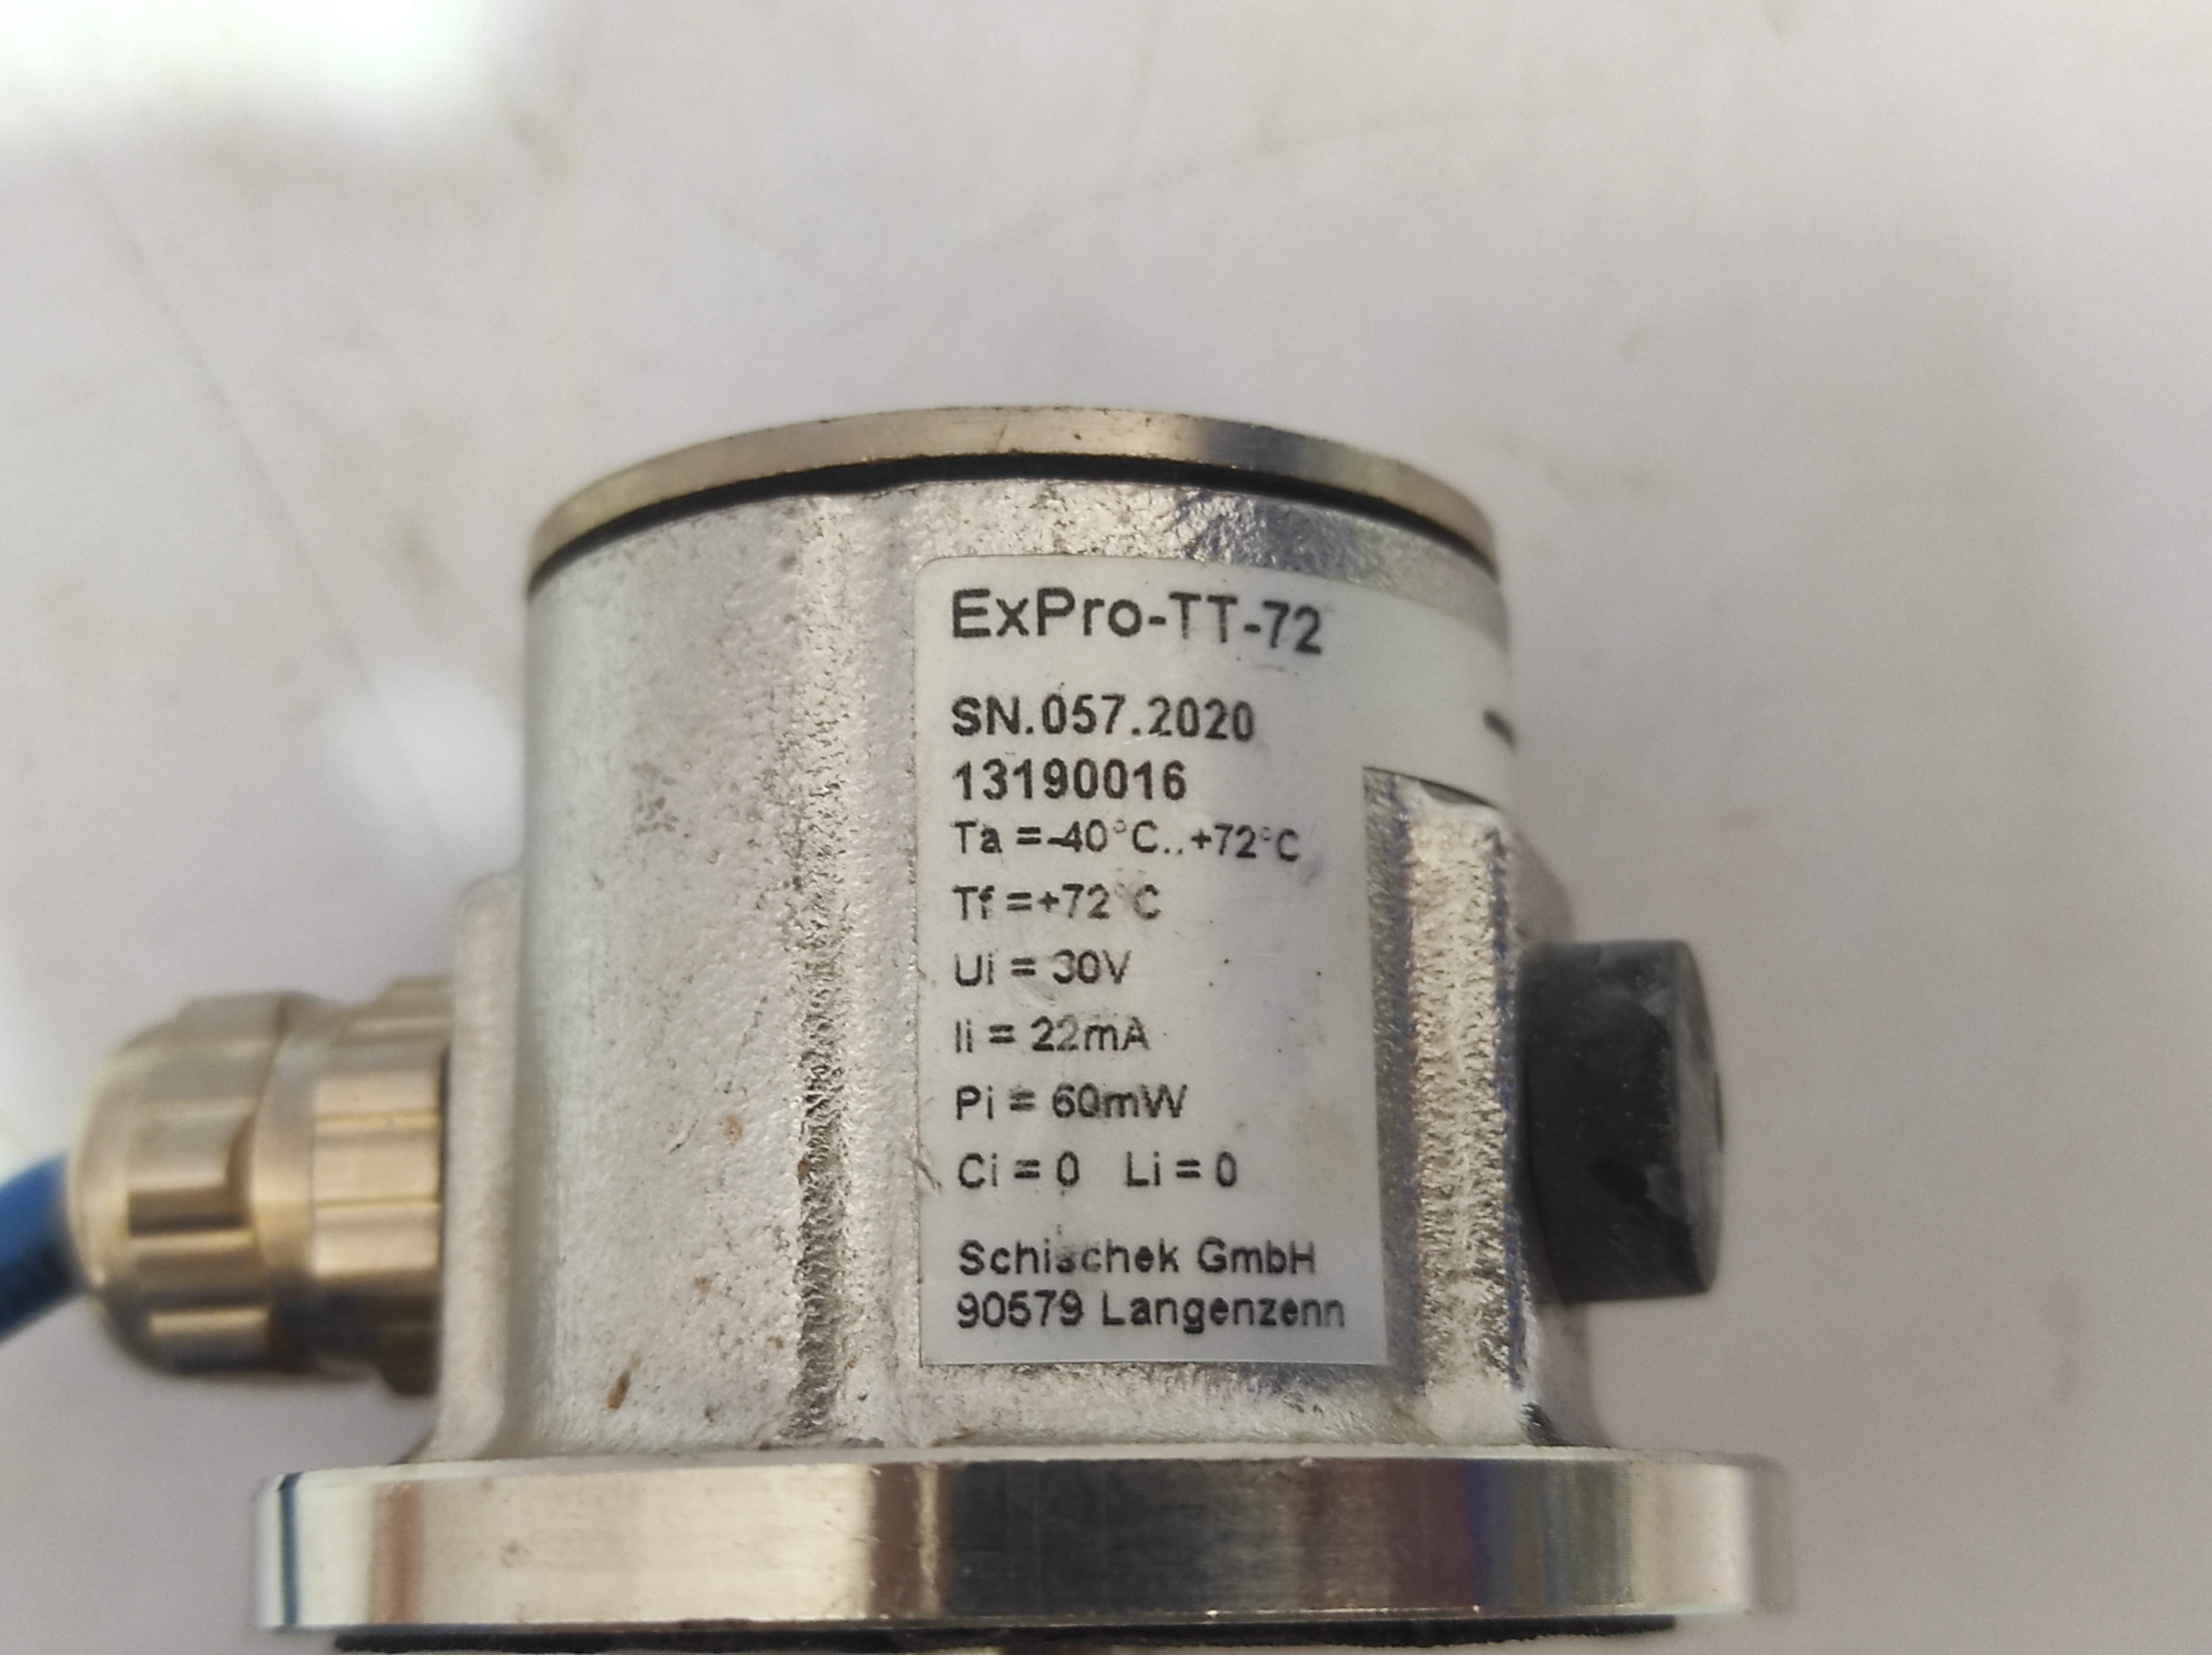 ExPro-TT-72
SN.057.2020
13190016
Ta =-40°C..+72°C
Tf =+72°C
Ui = 30V
Ii = 22mA
Pi = 60mW
Ci = 0 Li = 0
Schischek GmbH
90579 Langenzenn